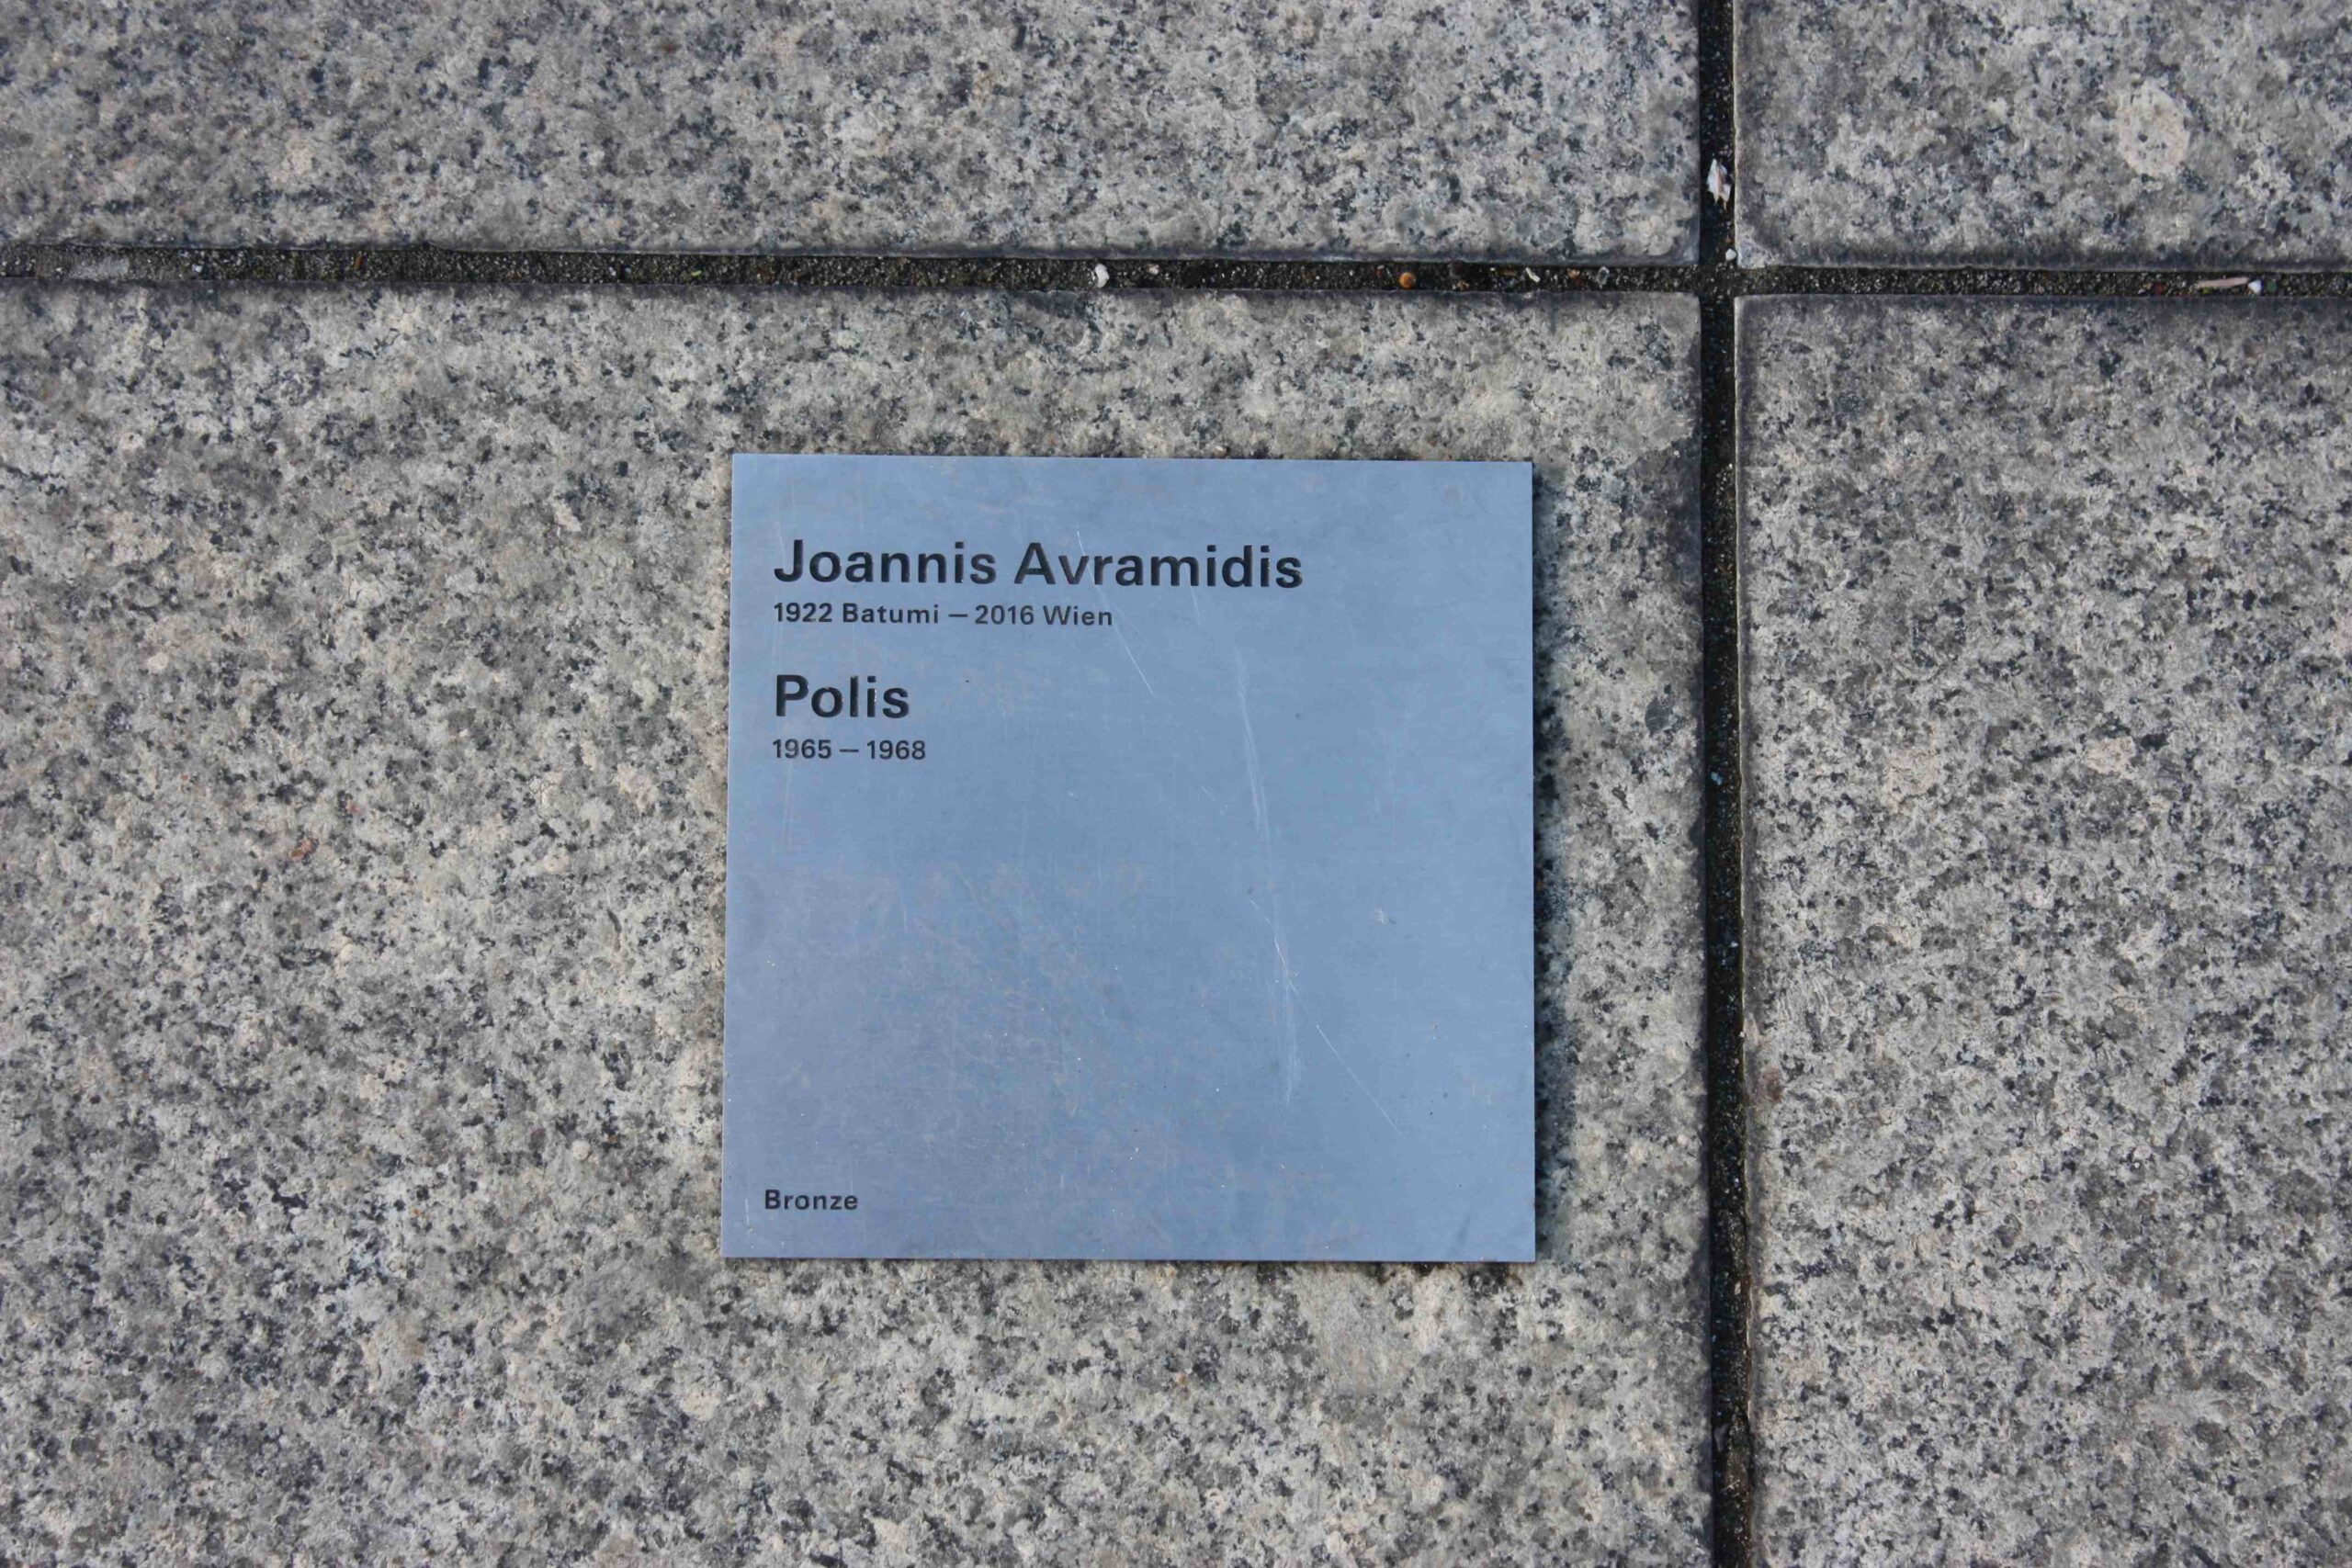 Joannis Avramidis
1922 Batumi – 2016 Wien
Polis
1965 – 1968
Bronze